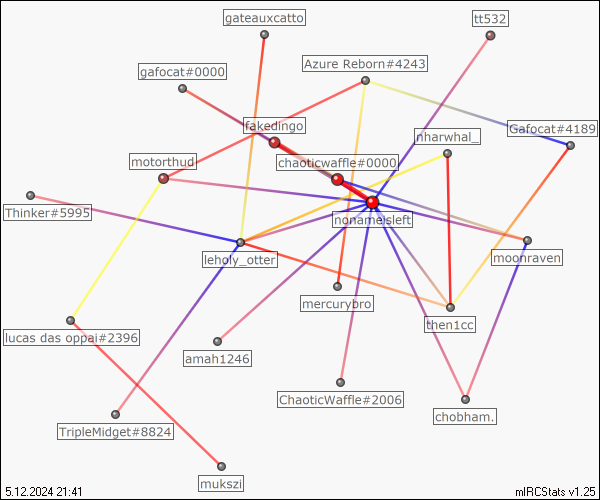 gateauxcatto
tt532
Azure Reborn#4243
gafocat#0000
fakedingo
Gafocat#4189
nharwhal_
motorthud
chaoticwaffle#0000
Thinker#5995
nonameisleft
leholy_otter
moonraven
mercurybro
then1cc
lucas das oppai#2396
amah1246
ChaoticWaffle#2006
chobham.
TripleMidget#8824
mukszi
5.12.2024 21:41
mIRCStats v1.25